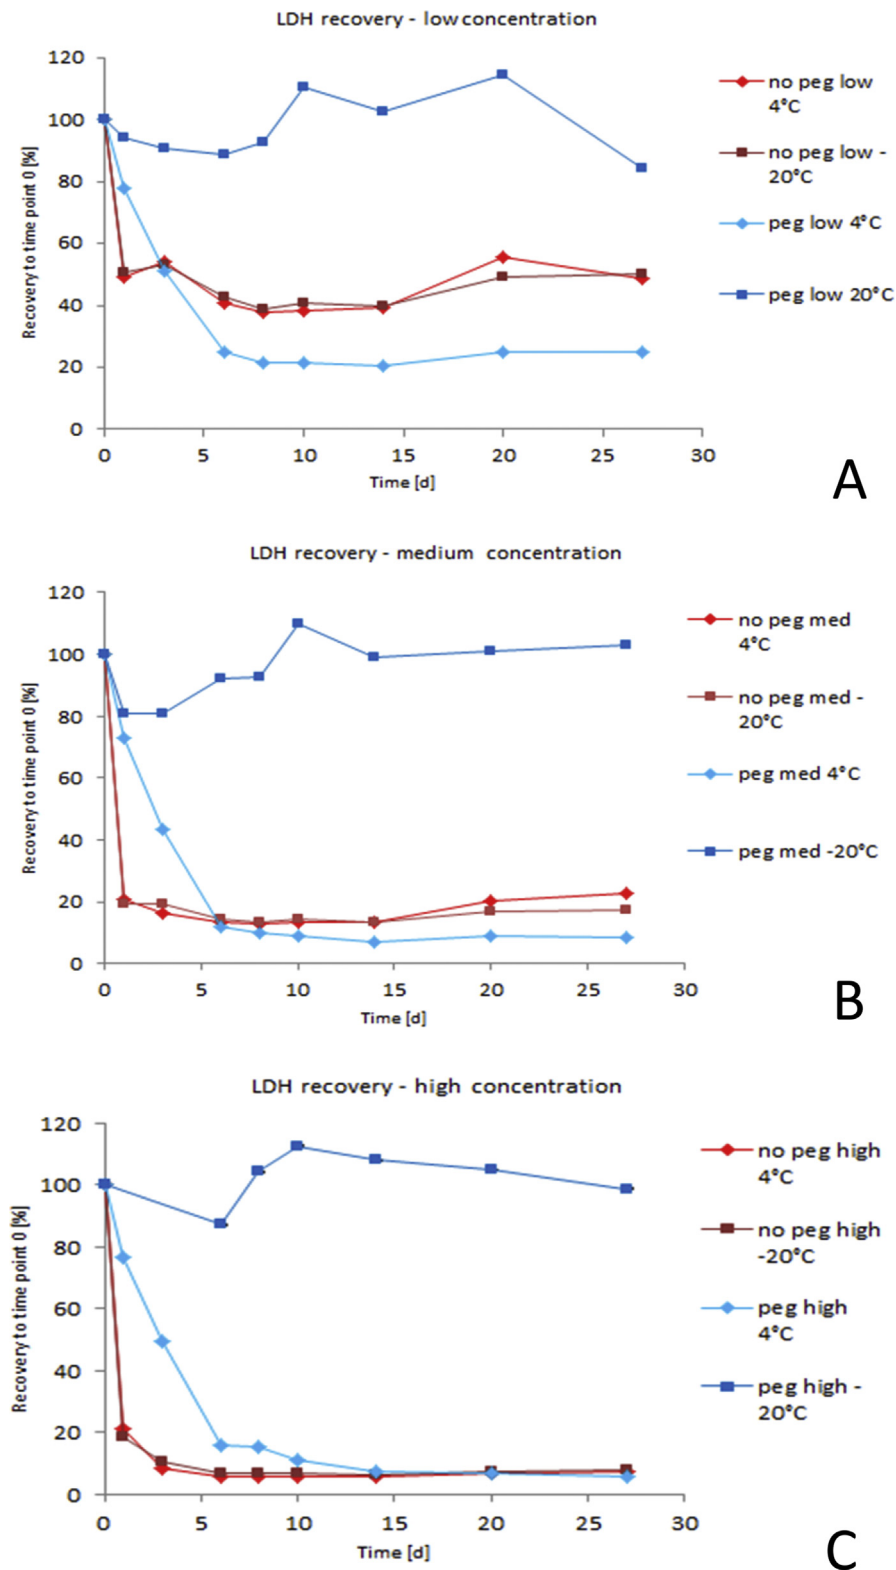 LDH recovery - low concentration
120
100
80
60
40
20
0
Recovery to time point 0 [%]
0 5 10 15 20 25 30
Time [d]
no peg low
4°C
no peg low -
20°C
peg low 4°C
peg low 20°C
A
LDH recovery - medium concentration
120
100
80
60
40
20
0
Recovery to time point 0 [%]
0 5 10 15 20 25 30
Time [d]
no peg med
4°C
no peg med -
20°C
peg med 4°C
peg med -20°C
B
LDH recovery - high concentration
120
100
80
60
40
20
0
Recovery to time point 0 [%]
0 5 10 15 20 25 30
Time [d]
no peg high
4°C
no peg high
-20°C
peg high
4°C
peg high -
20°C
C